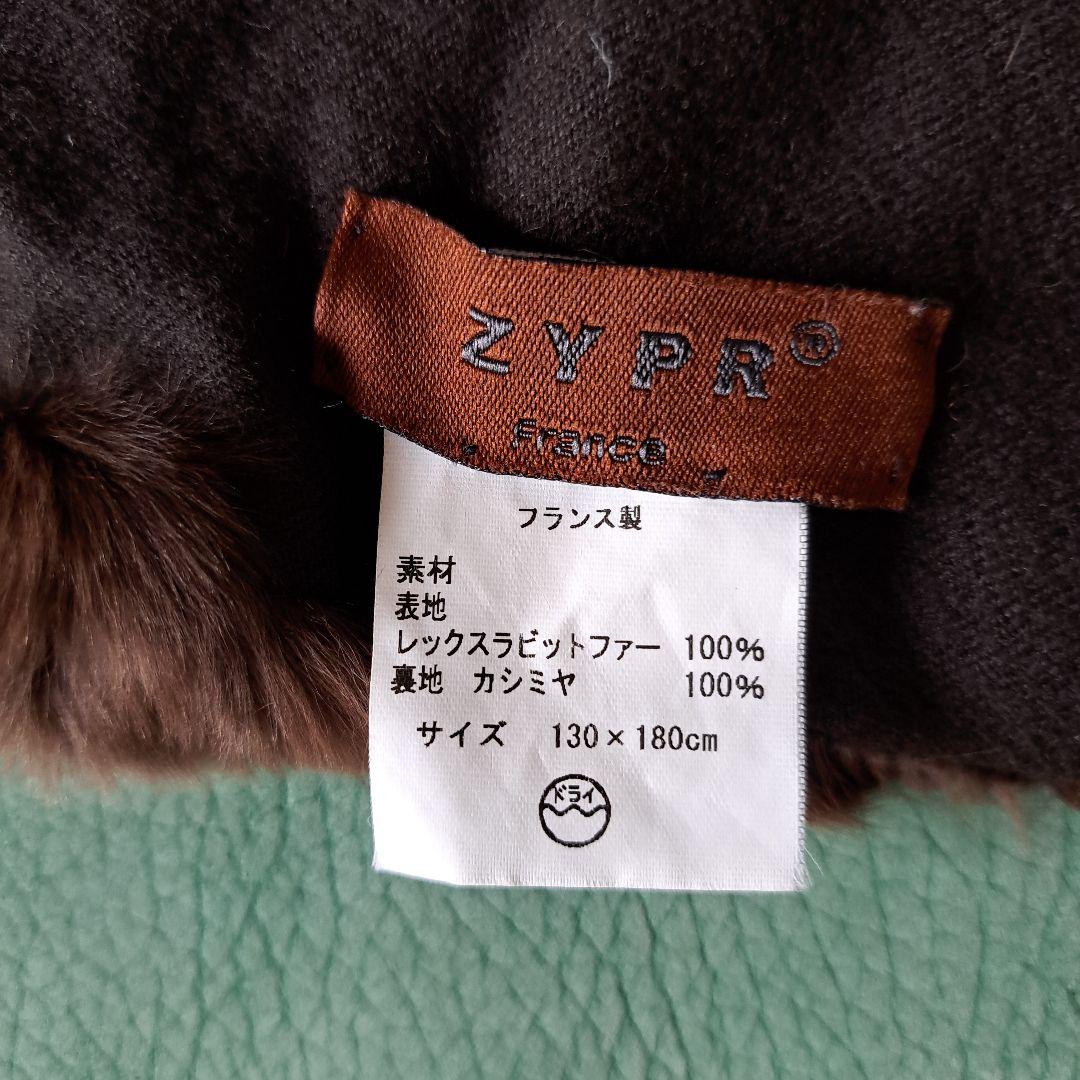 ZYPR®
France
フランス製
素材
表地
レックスラビットファー 100%
裏地 カシミヤ 100%
サイズ 130×180cm
ドライ